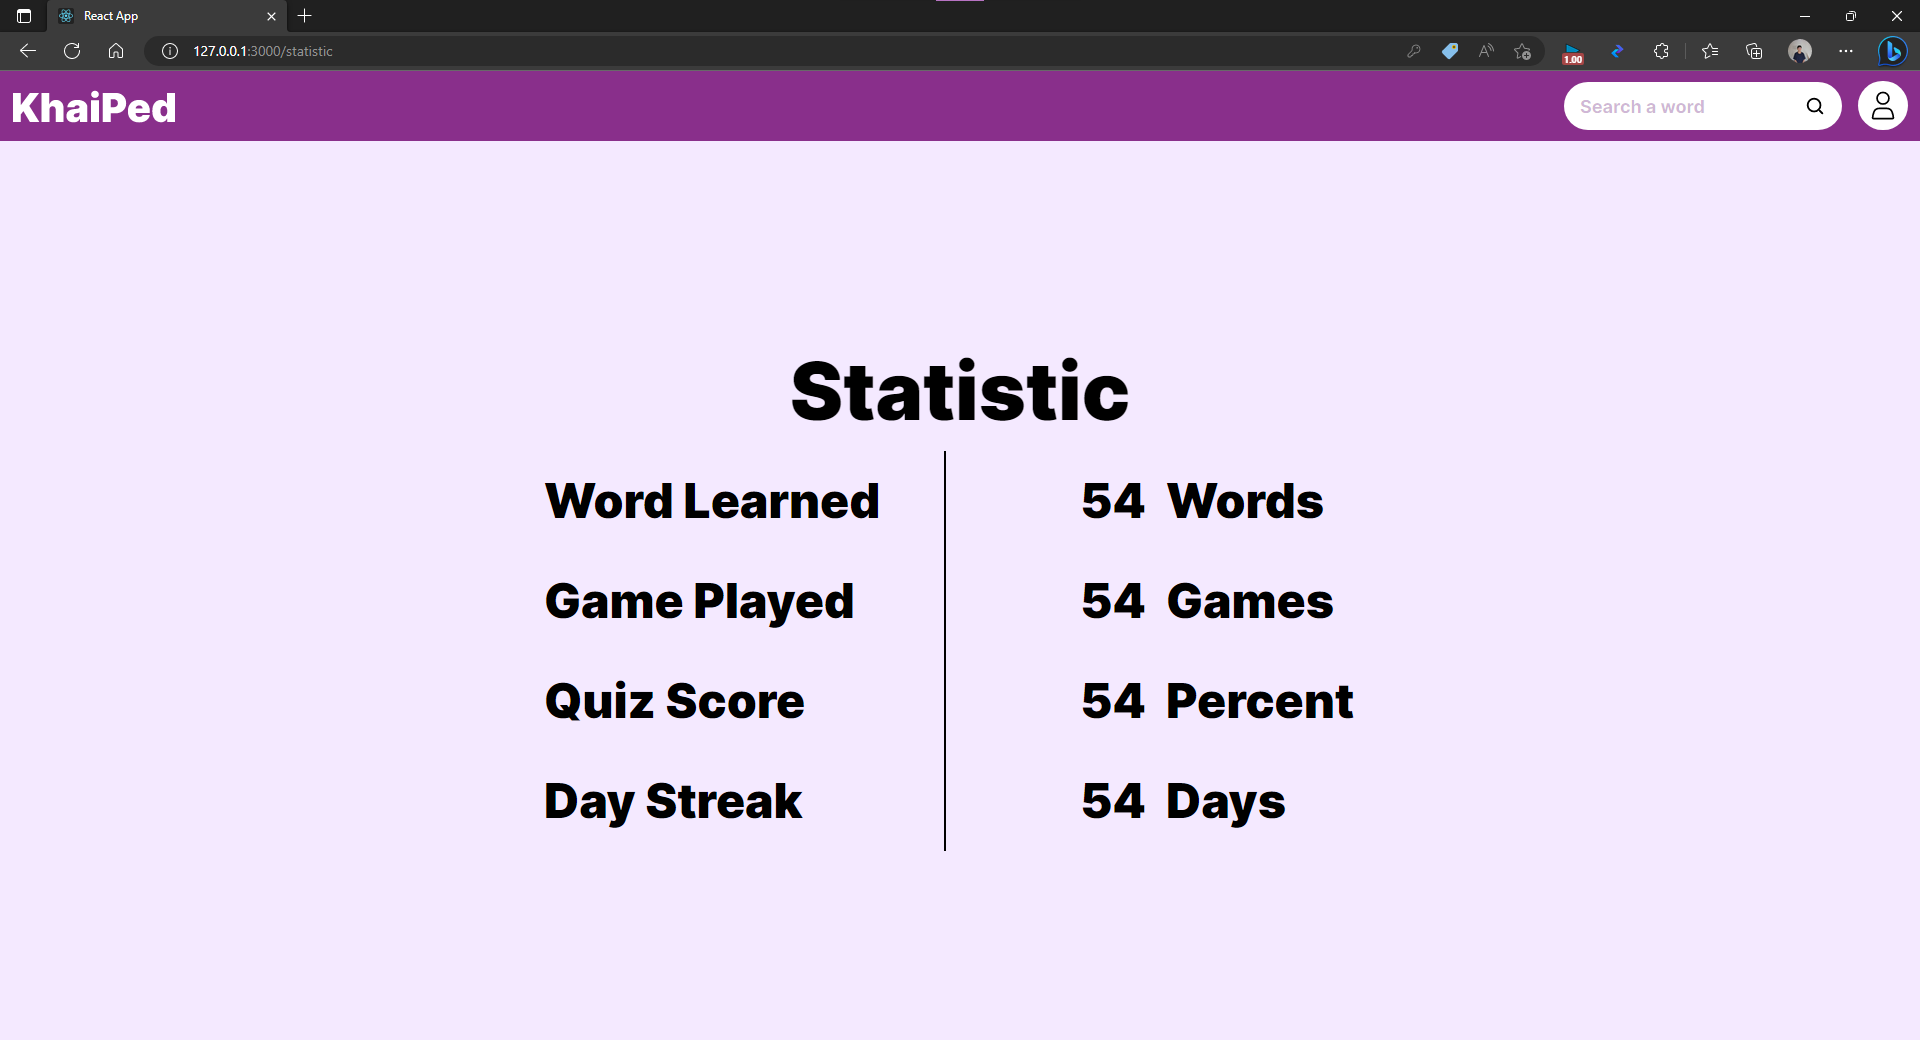 React App
127.0.0.1:3000/statistic
1.00
KhaiPed
Search a word
Statistic
Word Learned 54 Words
Game Played 54 Games
Quiz Score 54 Percent
Day Streak 54 Days